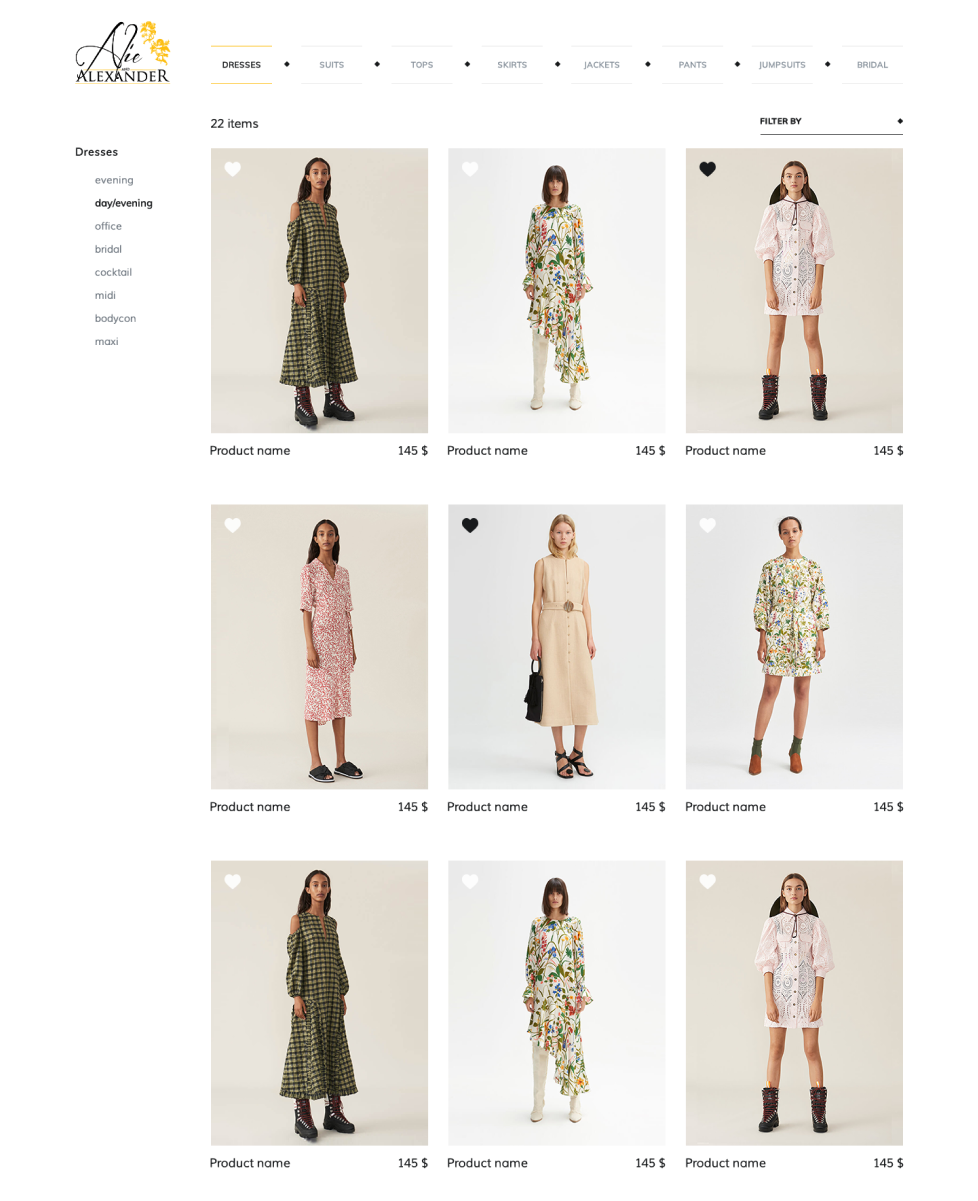 Aie
AND
ALEXANDER
DRESSES
SUITS
TOPS
SKIRTS
JACKETS
PANTS
JUMPSUITS
BRIDAL
22 items
FILTER BY
Dresses
evening
day/evening
office
bridal
cocktail
midi
bodycon
maxi
Product name 145 $
Product name 145 $
Product name 145 $
Product name 145 $
Product name 145 $
Product name 145 $
Product name 145 $
Product name 145 $
Product name 145 $